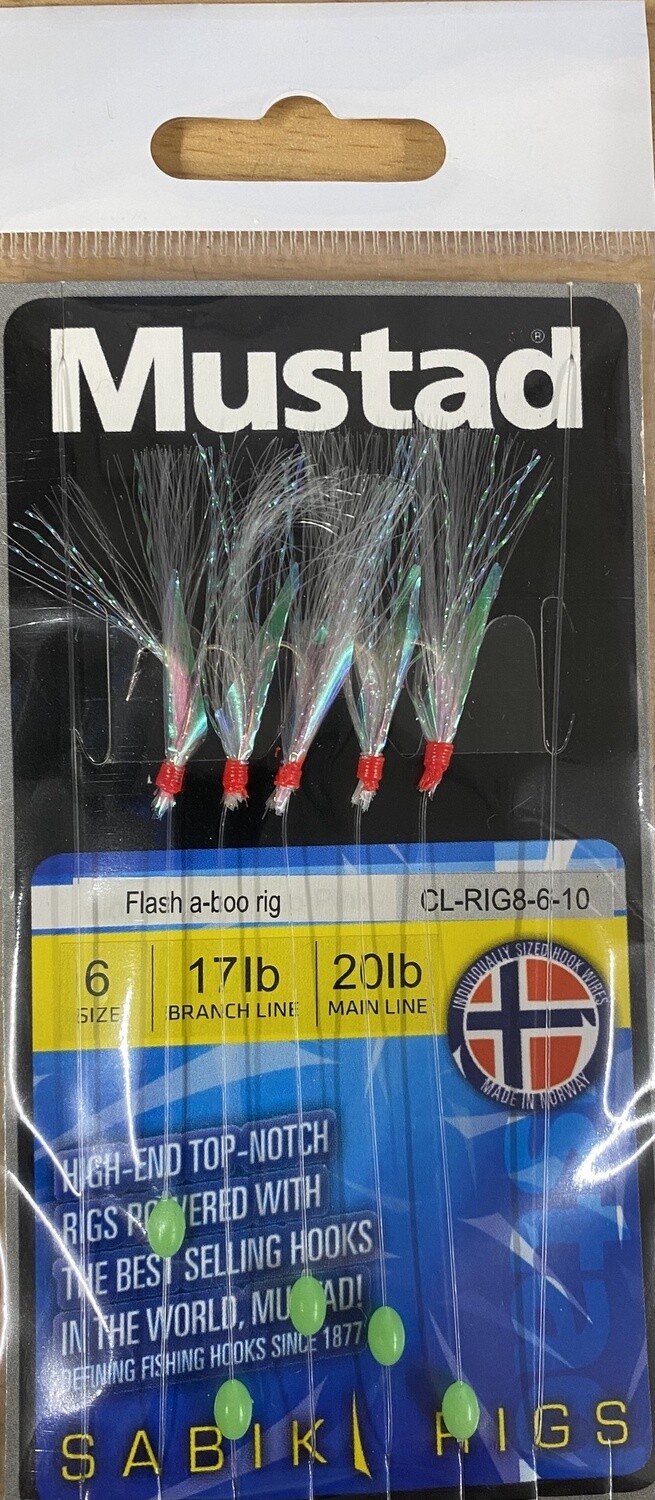 Mustad®
Flash a-boo rig CL-RIG8-6-10
6 17lb 20lb
SIZE BRANCH LINE MAIN LINE
INDIVIDUALLY SIZED HOOK WIRES
MADE IN NORWAY
HIGH-END TOP-NOTCH
RIGS POWERED WITH
THE BEST SELLING HOOKS
IN THE WORLD, MUSTAD!
DEFINING FISHING HOOKS SINCE 1877
SABIKI RIGS